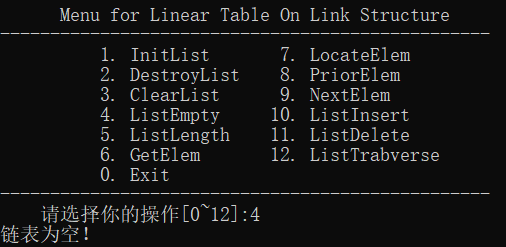 Menu for Linear Table On Link Structure
-------------------------------------------------
1. InitList 7. LocateElem
2. DestroyList 8. PriorElem
3. ClearList 9. NextElem
4. ListEmpty 10. ListInsert
5. ListLength 11. ListDelete
6. GetElem 12. ListTrabverse
0. Exit
-------------------------------------------------
请选择你的操作[0~12]:4
链表为空!